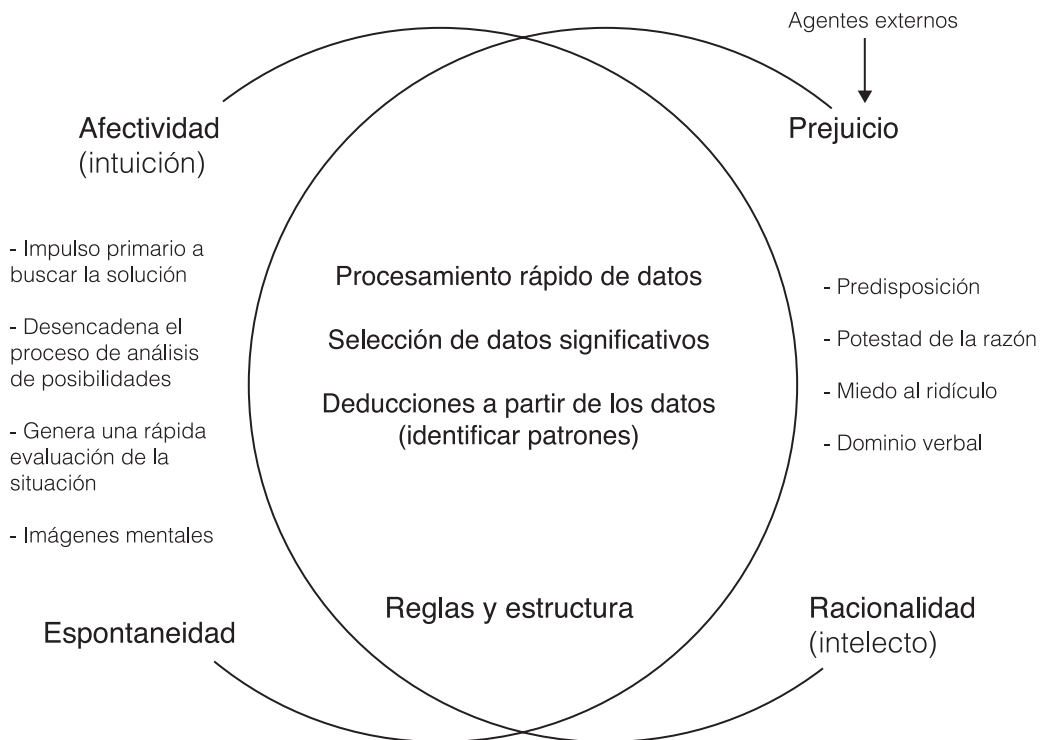 Agentes externos
Afectividad
(intuición)
Prejuicio
- Impulso primario a
buscar la solución
- Desencadena el
proceso de análisis
de posibilidades
- Genera una rápida
evaluación de la
situación
- Imágenes mentales
Procesamiento rápido de datos
Selección de datos significativos
Deducciones a partir de los datos
(identificar patrones)
- Predisposición
- Potestad de la razón
- Miedo al ridículo
- Dominio verbal
Espontaneidad
Reglas y estructura
Racionalidad
(intelecto)